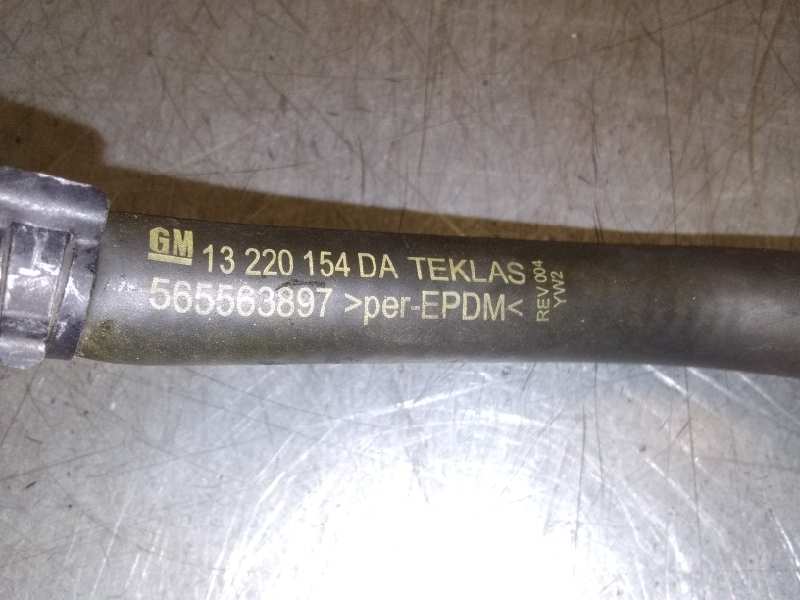 GM 13 220 154 DA TEKLAS
565563897 >per-EPDM<
REV 004
YW2